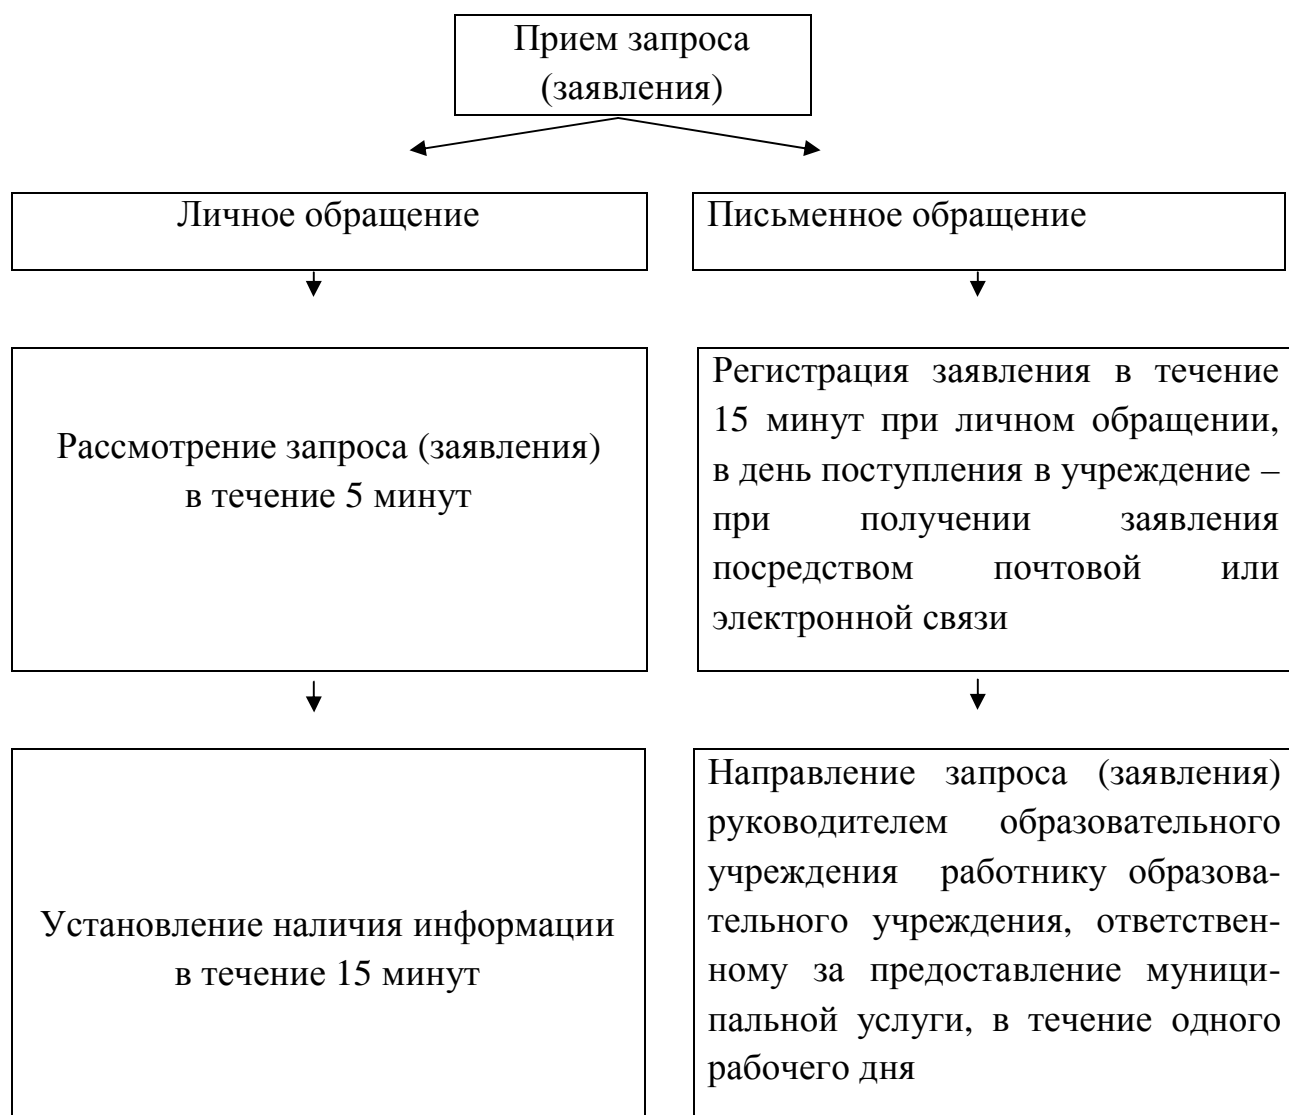 Прием запроса
(заявления)
Личное обращение
Письменное обращение
Рассмотрение запроса (заявления)
в течение 5 минут
Регистрация заявления в течение
15 минут при личном обращении,
в день поступления в учреждение –
при получении заявления
посредством почтовой или
электронной связи
Установление наличия информации
в течение 15 минут
Направление запроса (заявления)
руководителем образовательного
учреждения работнику образова-
тельного учреждения, ответствен-
ному за предоставление муници-
пальной услуги, в течение одного
рабочего дня